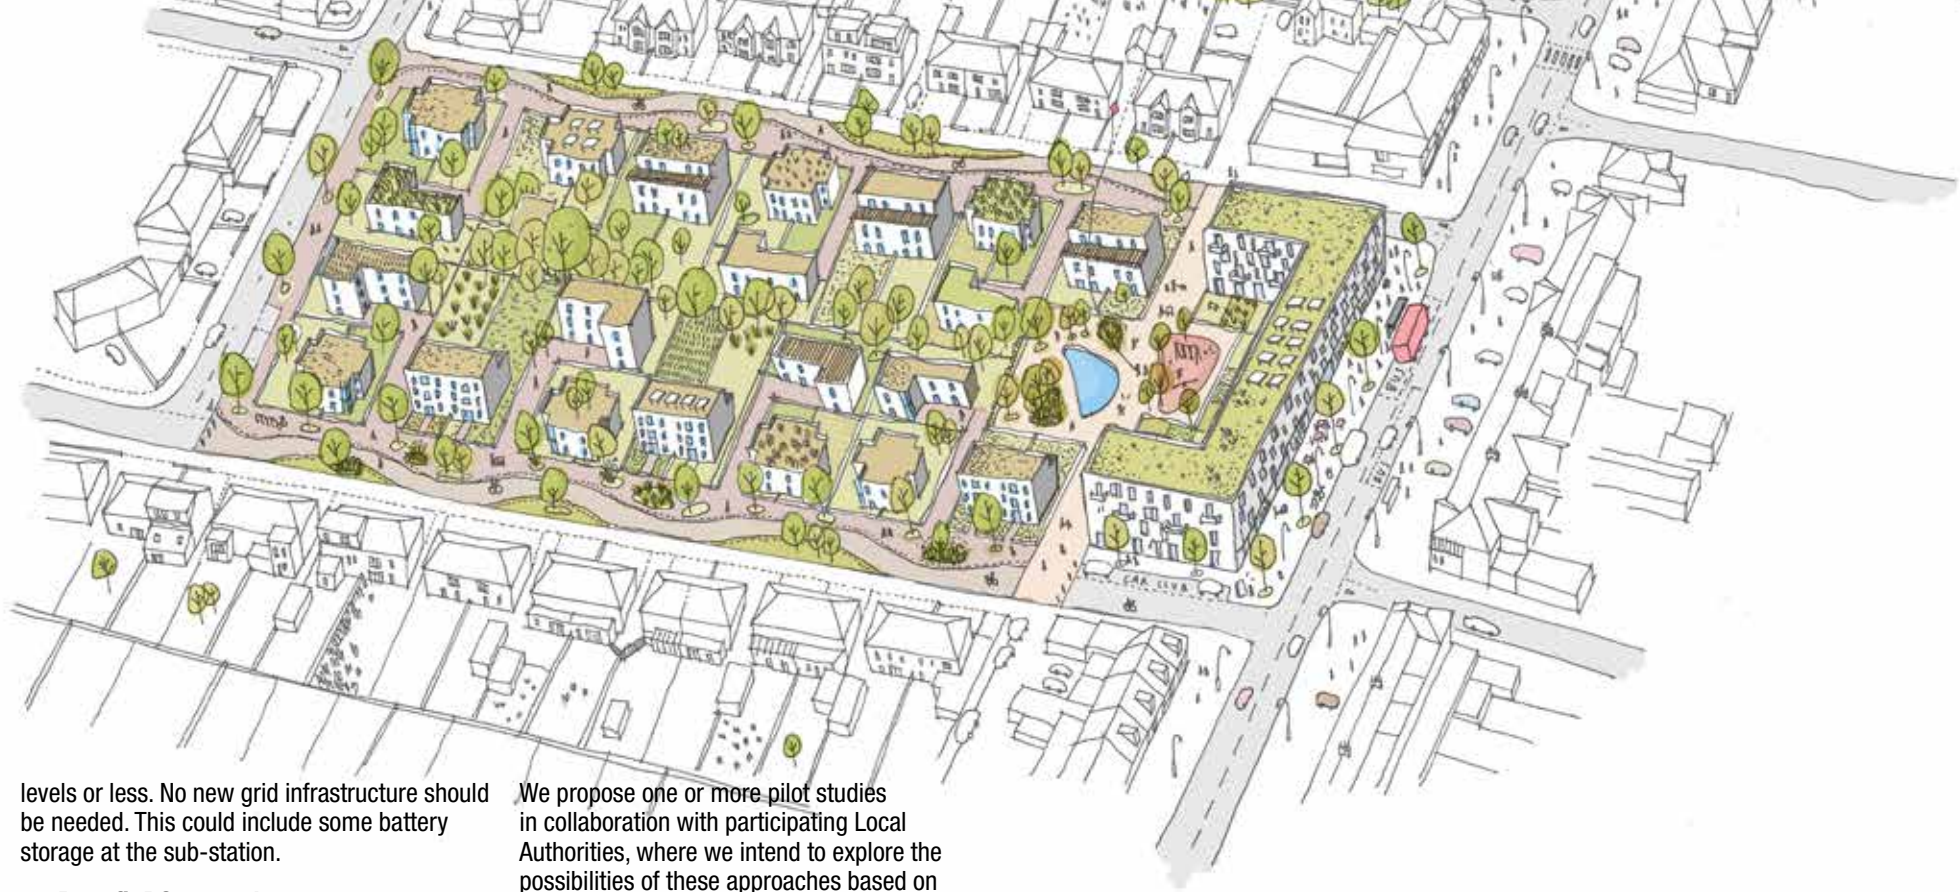 BUS
BUS
CAR CLUB
levels or less. No new grid infrastructure should
be needed. This could include some battery
storage at the sub-station.
We propose one or more pilot studies
in collaboration with participating Local
Authorities, where we intend to explore the
possibilities of these approaches based on